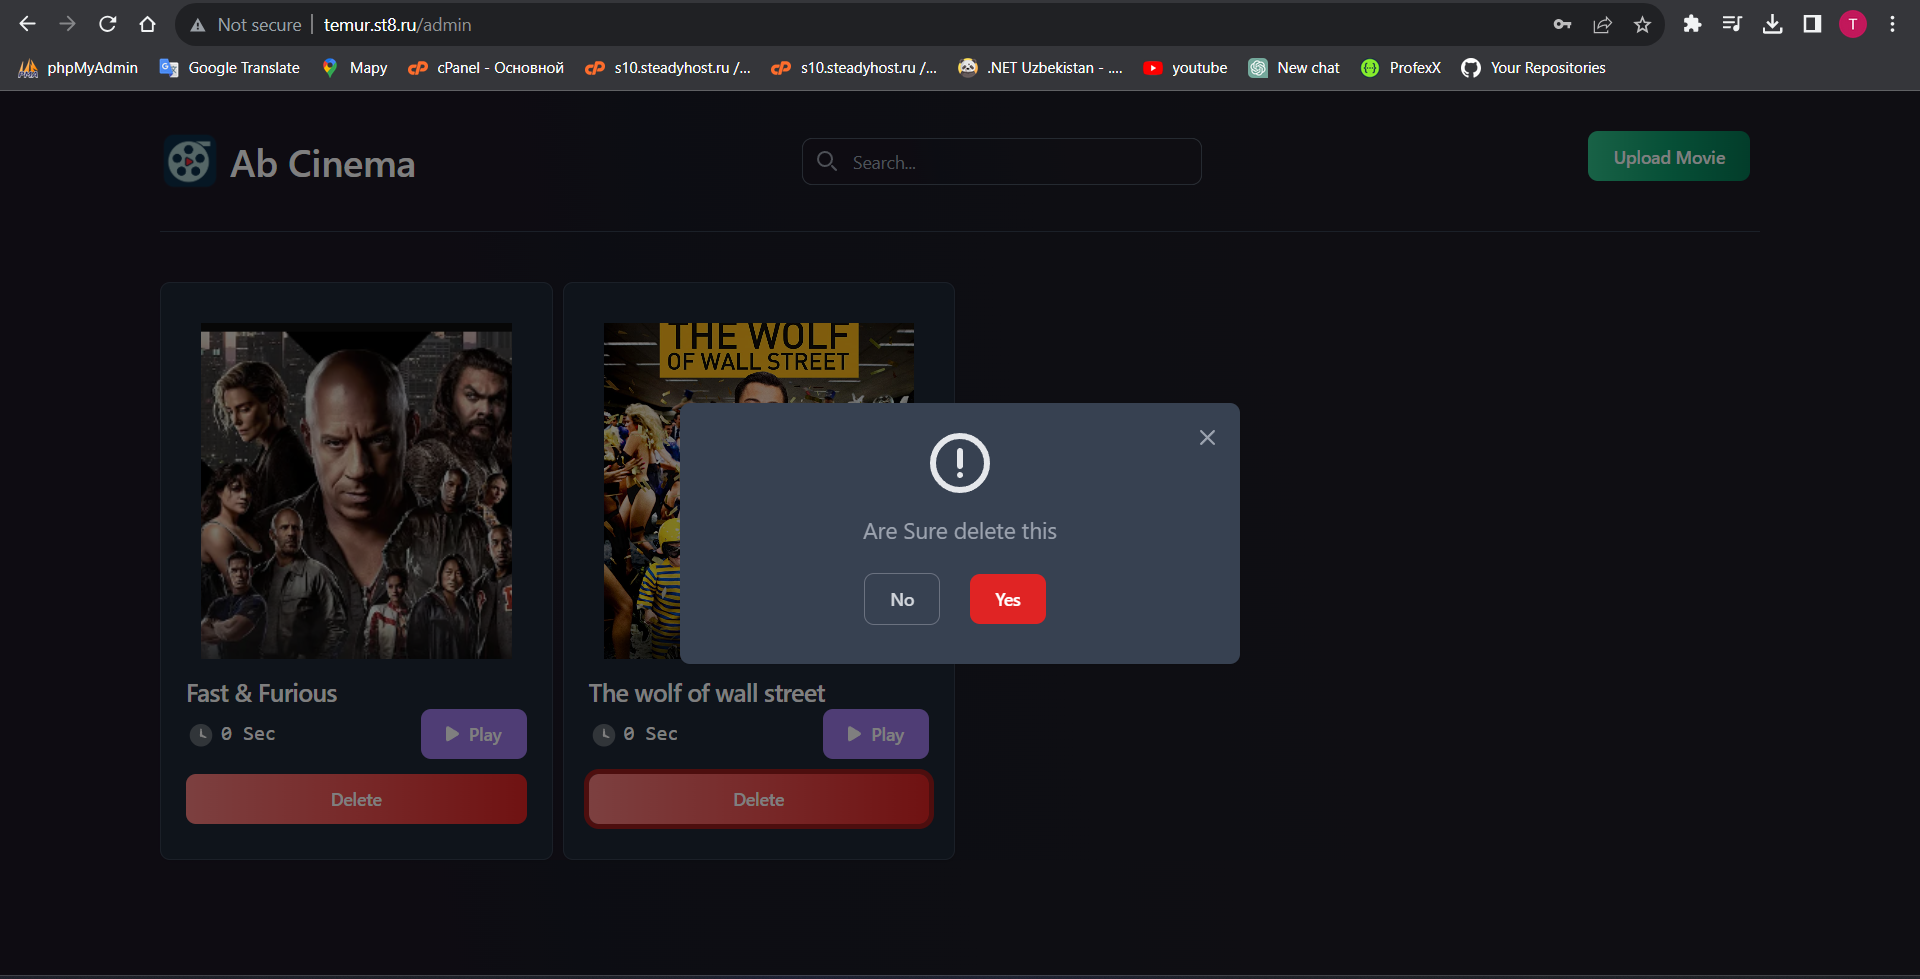 Not secure temur.st8.ru/admin T
phpMyAdmin Google Translate Mapy cPanel - Основной s10.steadyhost.ru /... s10.steadyhost.ru /... .NET Uzbekistan - .... youtube New chat ProfexX Your Repositories
Ab Cinema Search... Upload Movie
THE WOLF
OF WALL STREET
Are Sure delete this
No Yes
Fast & Furious
0 Sec Play
Delete
The wolf of wall street
0 Sec Play
Delete